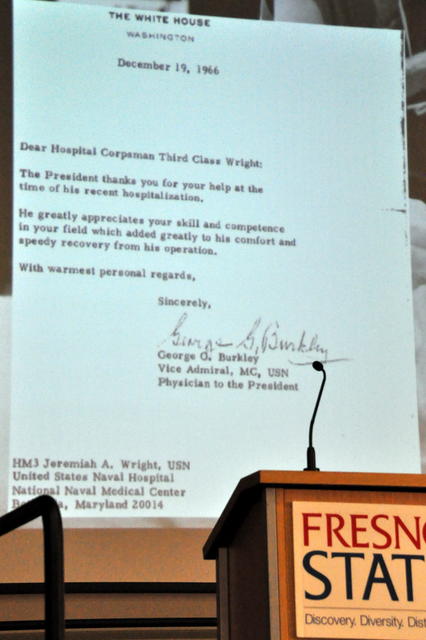 THE WHITE HOUSE
WASHINGTON
December 19, 1966
Dear Hospital Corpsman Third Class Wright:
The President thanks you for your help at the
time of his recent hospitalization.
He greatly appreciates your skill and competence
in your field which added greatly to his comfort and
speedy recovery from his operation.
With warmest personal regards,
Sincerely,
George G. Burkley
George G. Burkley
Vice Admiral, MC, USN
Physician to the President
HM3 Jeremiah A. Wright, USN
United States Naval Hospital
National Naval Medical Center
Maryland 20014
FRESN
STAT
Discovery. Diversity. Dist